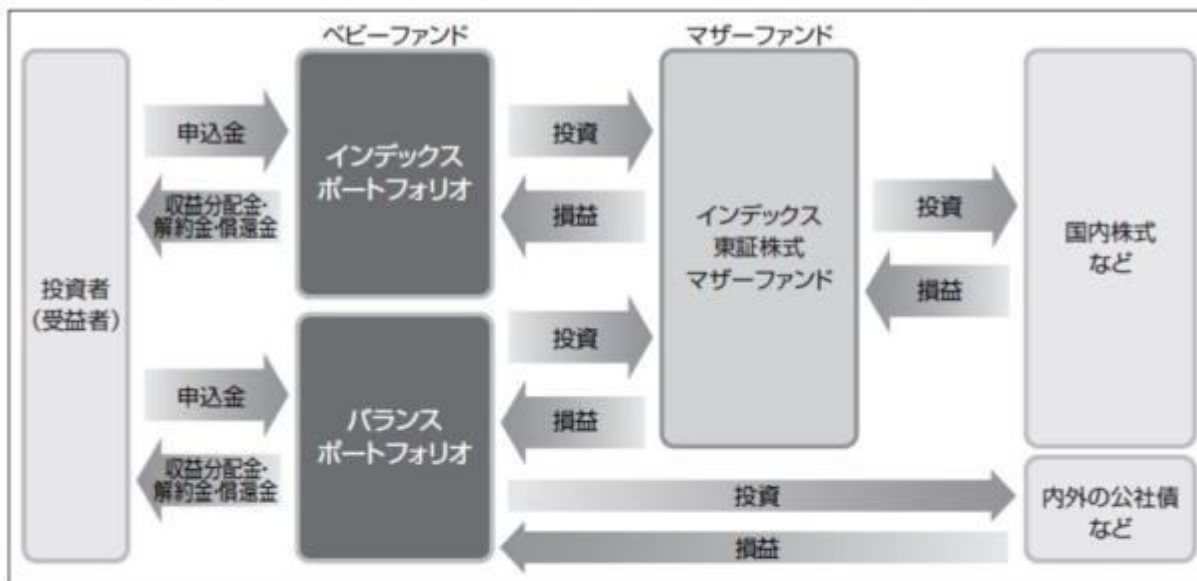 ベビーファンド
マザーファンド
投資者
(受益者)
申込金
収益分配金・
解約金・償還金
インデックス
ポートフォリオ
投資
損益
申込金
収益分配金・
解約金・償還金
バランス
ポートフォリオ
投資
損益
インデックス
東証株式
マザーファンド
投資
損益
国内株式
など
投資
損益
内外の公社債
など